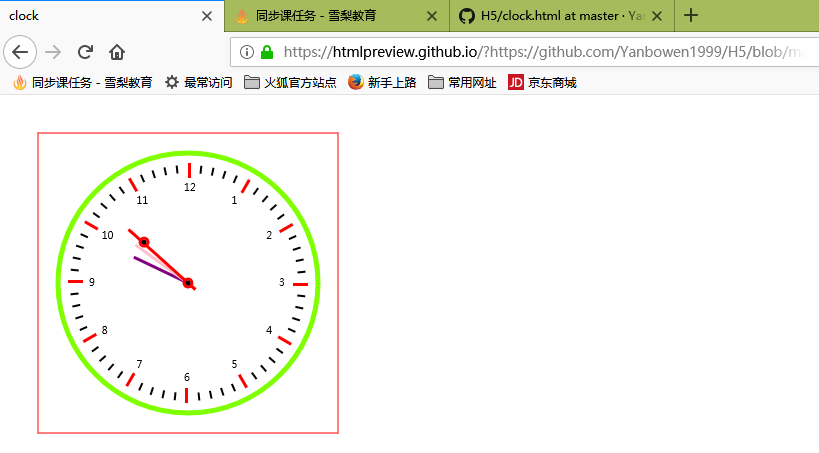 clock
同步课任务 - 雪梨教育
H5/clock.html at master · Yan
https://htmlpreview.github.io/?https://github.com/Yanbowen1999/H5/blob/ma
同步课任务 - 雪梨教育 最常访问 火狐官方站点 新手上路 常用网址 JD 京东商城
12
11
1
10
2
9
3
8
4
7
5
6